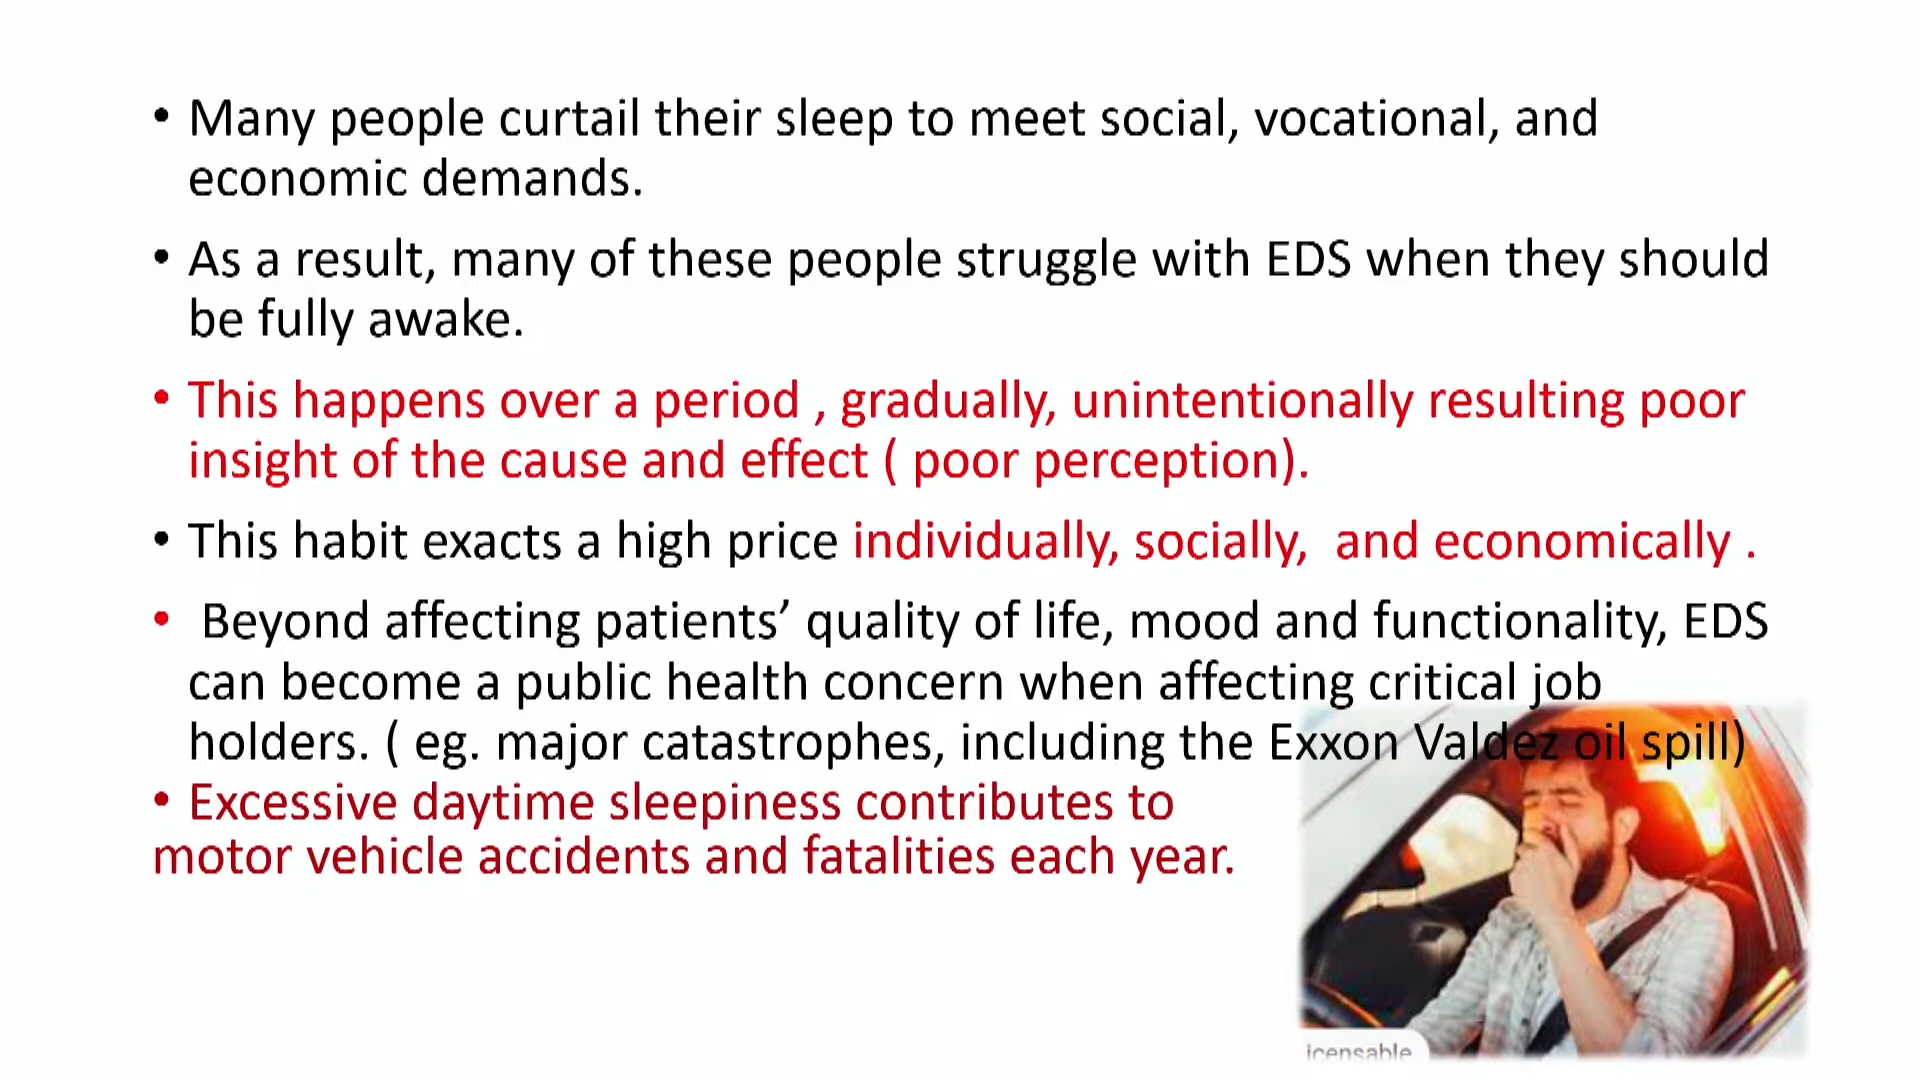 • Many people curtail their sleep to meet social, vocational, and
economic demands.
• As a result, many of these people struggle with EDS when they should
be fully awake.
• This happens over a period , gradually, unintentionally resulting poor
insight of the cause and effect ( poor perception).
• This habit exacts a high price individually, socially,  and economically .
•  Beyond affecting patients’ quality of life, mood and functionality, EDS
can become a public health concern when affecting critical job
holders. ( eg. major catastrophes, including the Exxon Valdez oil spill)
• Excessive daytime sleepiness contributes to
motor vehicle accidents and fatalities each year.
icensable